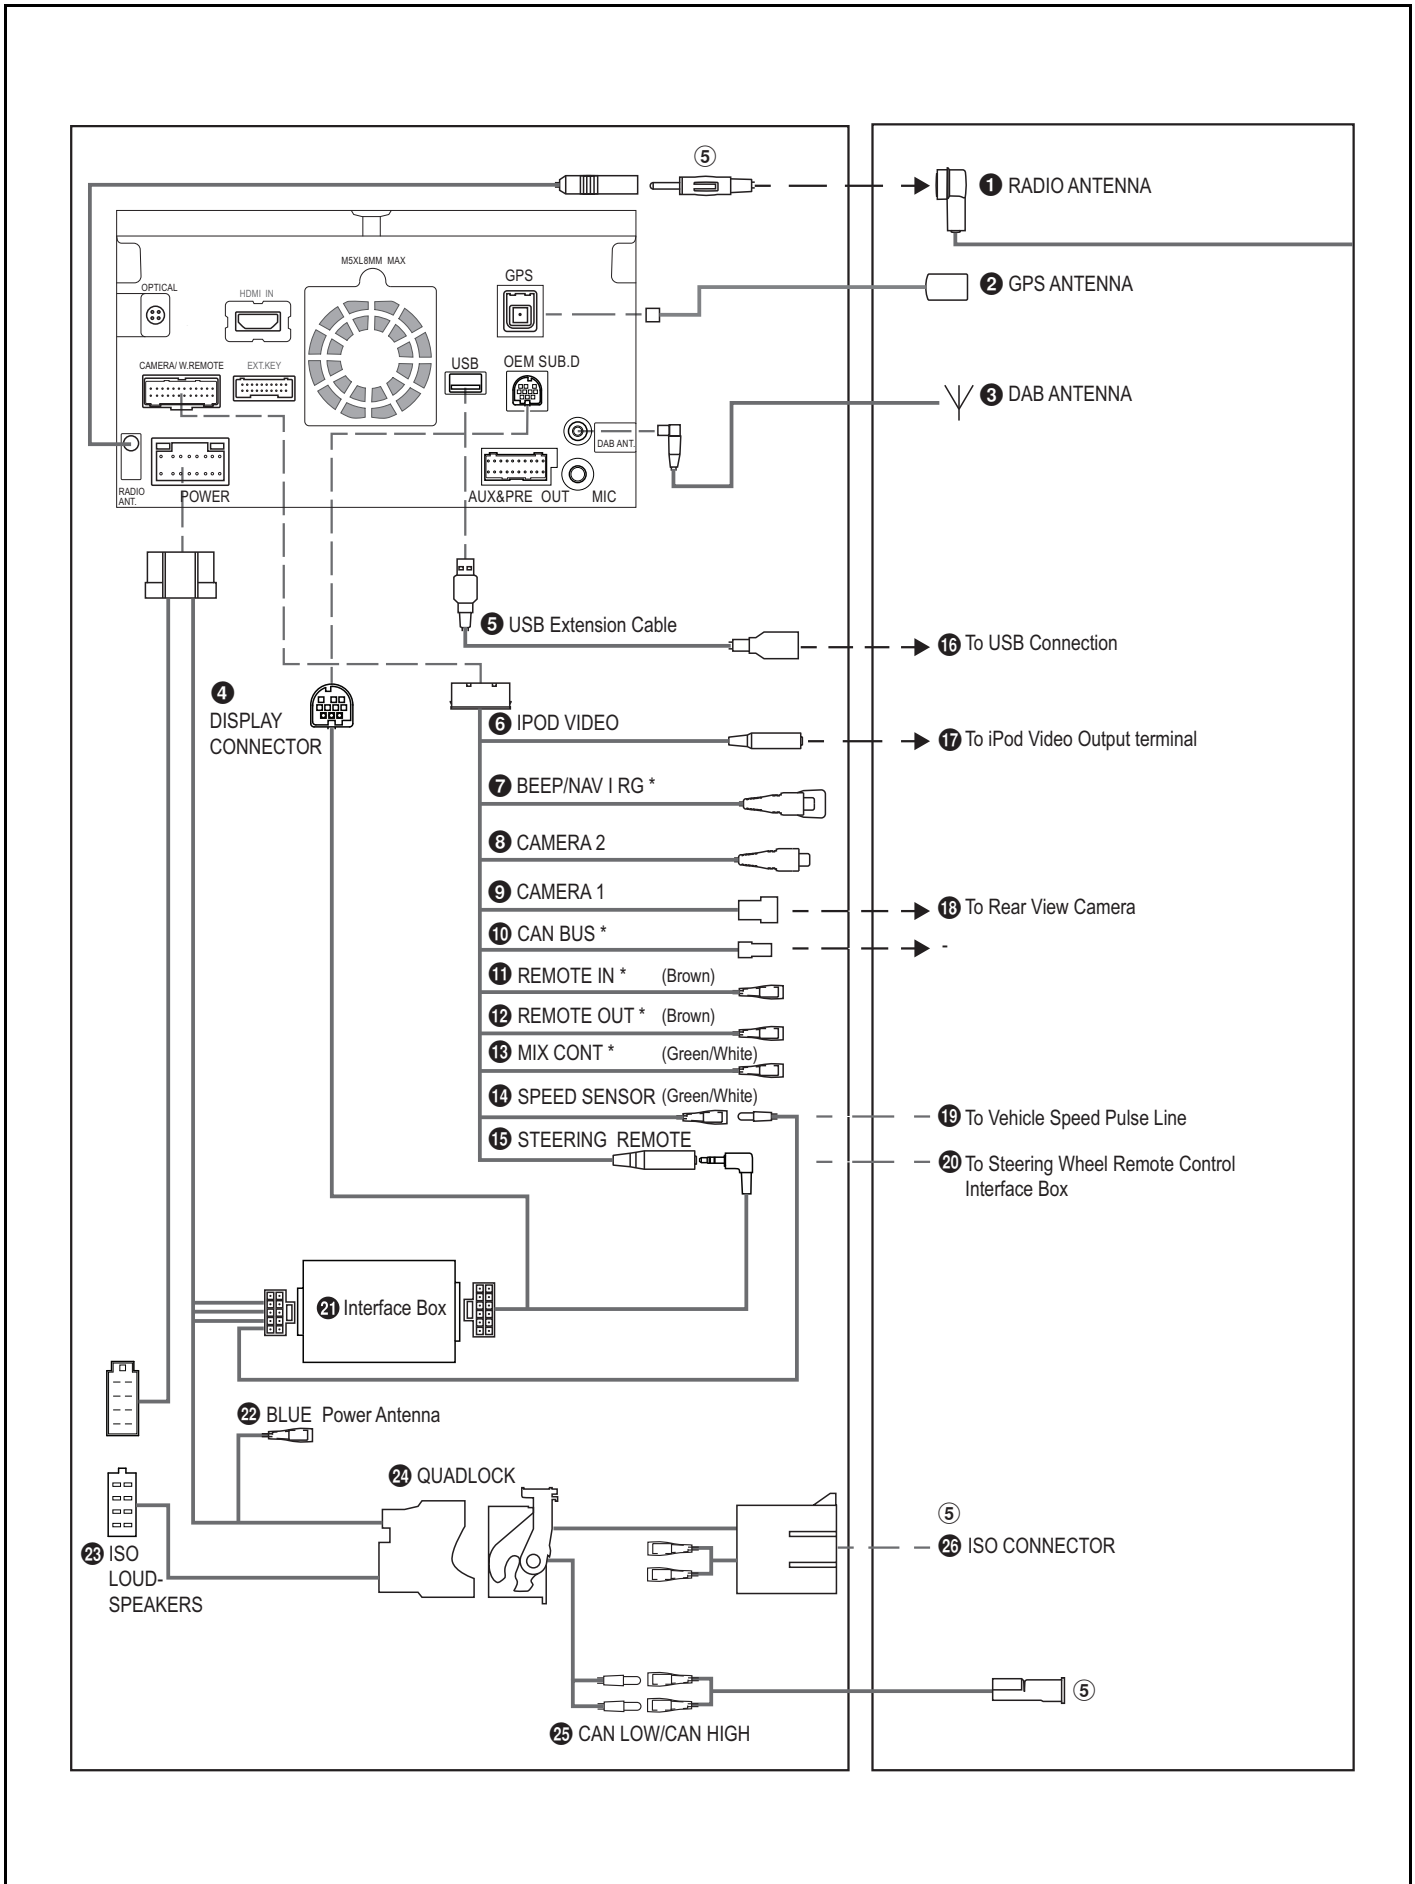 ⑤
❶ RADIO ANTENNA
M5XL8MM MAX
GPS
❷ GPS ANTENNA
OPTICAL
HDMI IN
CAMERA/ W.REMOTE
EXT.KEY
USB
OEM SUB.D
❸ DAB ANTENNA
DAB ANT.
RADIO
ANT.
POWER
AUX&PRE OUT
MIC
❺ USB Extension Cable
⓰ To USB Connection
❹
DISPLAY
CONNECTOR
❻ IPOD VIDEO
⓱ To iPod Video Output terminal
❼ BEEP/NAV I RG *
❽ CAMERA 2
❾ CAMERA 1
⓲ To Rear View Camera
❿ CAN BUS *
-
⓫ REMOTE IN * (Brown)
⓬ REMOTE OUT * (Brown)
⓭ MIX CONT * (Green/White)
⓮ SPEED SENSOR (Green/White)
⓳ To Vehicle Speed Pulse Line
⓯ STEERING REMOTE
⓴ To Steering Wheel Remote Control
Interface Box
㉑ Interface Box
㉒ BLUE Power Antenna
㉔ QUADLOCK
⑤
㉖ ISO CONNECTOR
㉓ ISO
LOUD-
SPEAKERS
⑤
㉕ CAN LOW/CAN HIGH